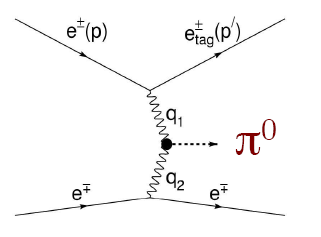 e±(p) e±tag(p′)
q1
π0
q2
e∓ e∓